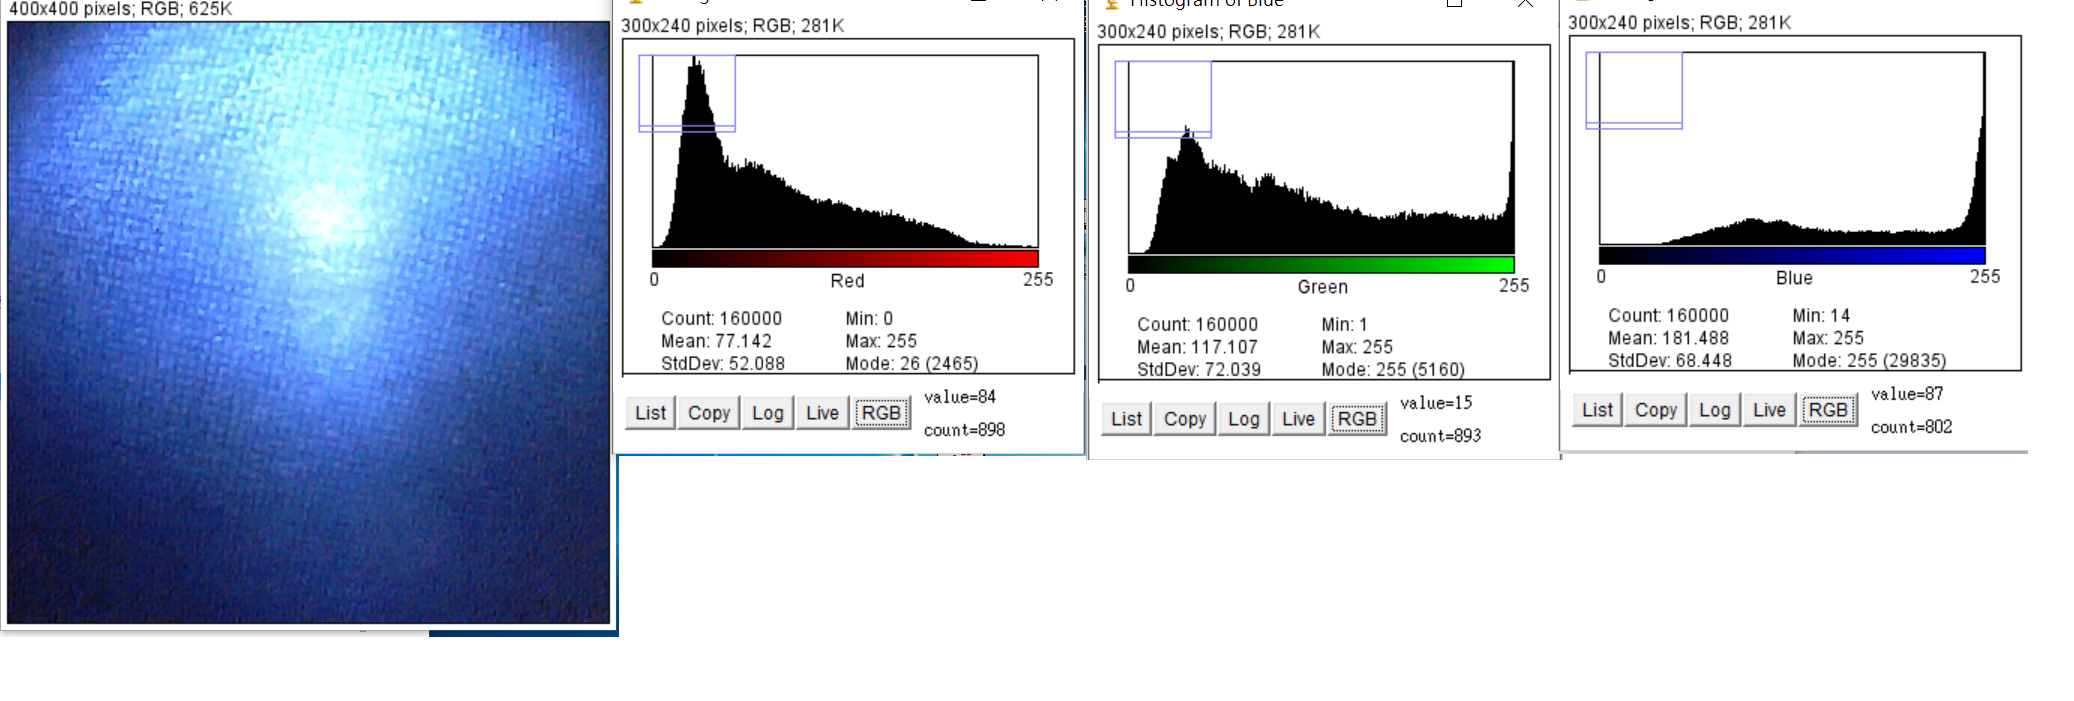 400x400 pixels; RGB; 625K
300x240 pixels; RGB; 281K
0
Red
255
Count: 160000
Min: 0
Mean: 77.142
Max: 255
StdDev: 52.088
Mode: 26 (2465)
List
Copy
Log
Live
RGB
value=84
count=898
Histogram of Blue
300x240 pixels; RGB; 281K
0
Green
255
Count: 160000
Min: 1
Mean: 117.107
Max: 255
StdDev: 72.039
Mode: 255 (5160)
List
Copy
Log
Live
RGB
value=15
count=893
300x240 pixels; RGB; 281K
0
Blue
255
Count: 160000
Min: 14
Mean: 181.488
Max: 255
StdDev: 68.448
Mode: 255 (29835)
List
Copy
Log
Live
RGB
value=87
count=802